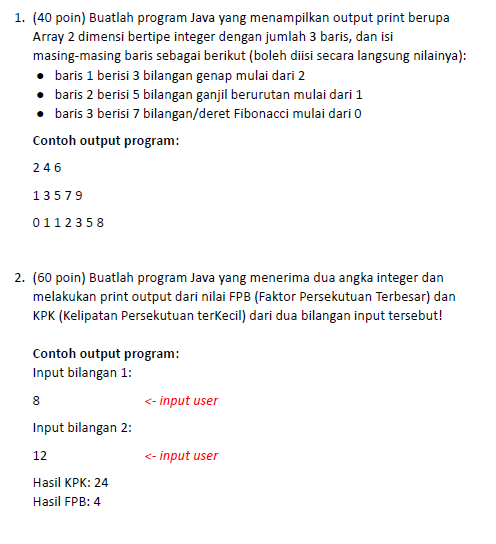 1. (40 poin) Buatlah program Java yang menampilkan output print berupa
Array 2 dimensi bertipe integer dengan jumlah 3 baris, dan isi
masing-masing baris sebagai berikut (boleh diisi secara langsung nilainya):
● baris 1 berisi 3 bilangan genap mulai dari 2
● baris 2 berisi 5 bilangan ganjil berurutan mulai dari 1
● baris 3 berisi 7 bilangan/deret Fibonacci mulai dari 0
Contoh output program:
2 4 6
1 3 5 7 9
0 1 1 2 3 5 8
2. (60 poin) Buatlah program Java yang menerima dua angka integer dan
melakukan print output dari nilai FPB (Faktor Persekutuan Terbesar) dan
KPK (Kelipatan Persekutuan terKecil) dari dua bilangan input tersebut!
Contoh output program:
Input bilangan 1:
8 <- input user
Input bilangan 2:
12 <- input user
Hasil KPK: 24
Hasil FPB: 4